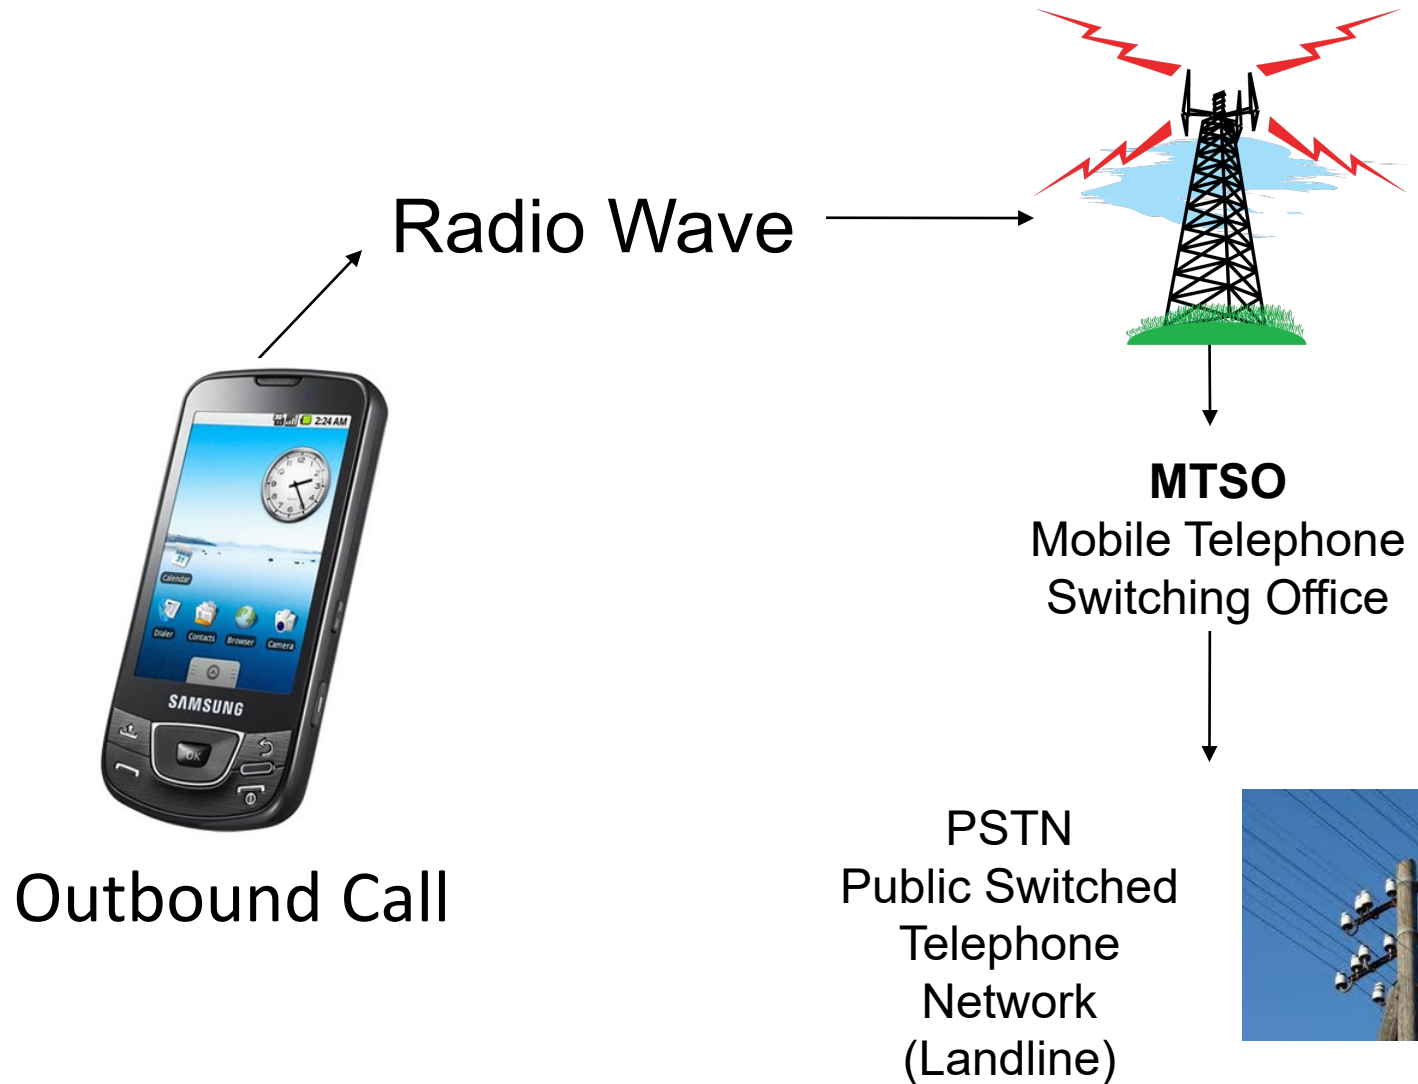 Radio Wave
2:24 AM
Calendar
Dialer Contacts Browser Camera
SAMSUNG
OK
Outbound Call
MTSO
Mobile Telephone
Switching Office
PSTN
Public Switched
Telephone
Network
(Landline)